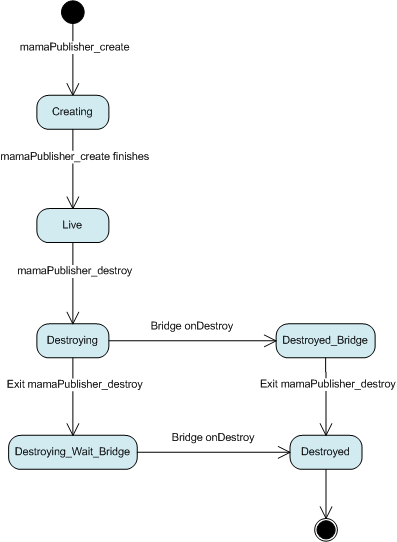 mamaPublisher_create
Creating
mamaPublisher_create finishes
Live
mamaPublisher_destroy
Destroying
Bridge onDestroy
Destroyed_Bridge
Exit mamaPublisher_destroy
Exit mamaPublisher_destroy
Destroying_Wait_Bridge
Bridge onDestroy
Destroyed